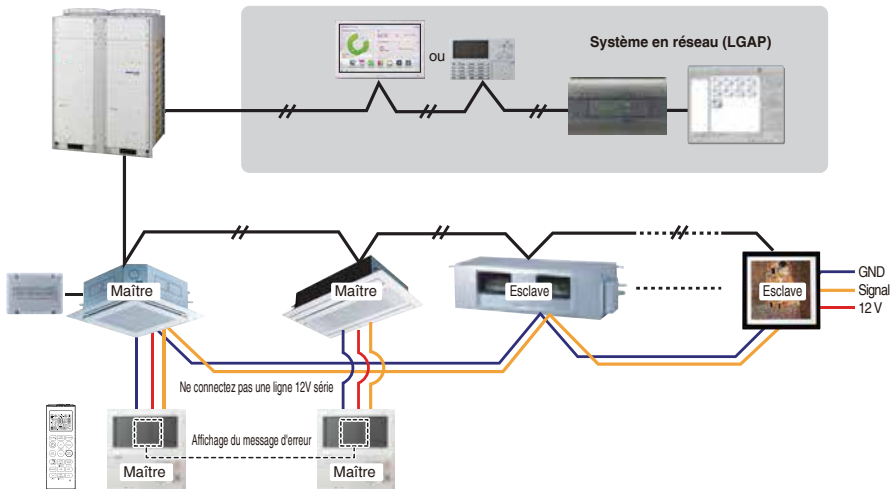 ou
Système en réseau (LGAP)
Maître
Maître
Esclave
Esclave
GND
Signal
12 V
Ne connectez pas une ligne 12V série
Affichage du message d'erreur
Maître
Maître